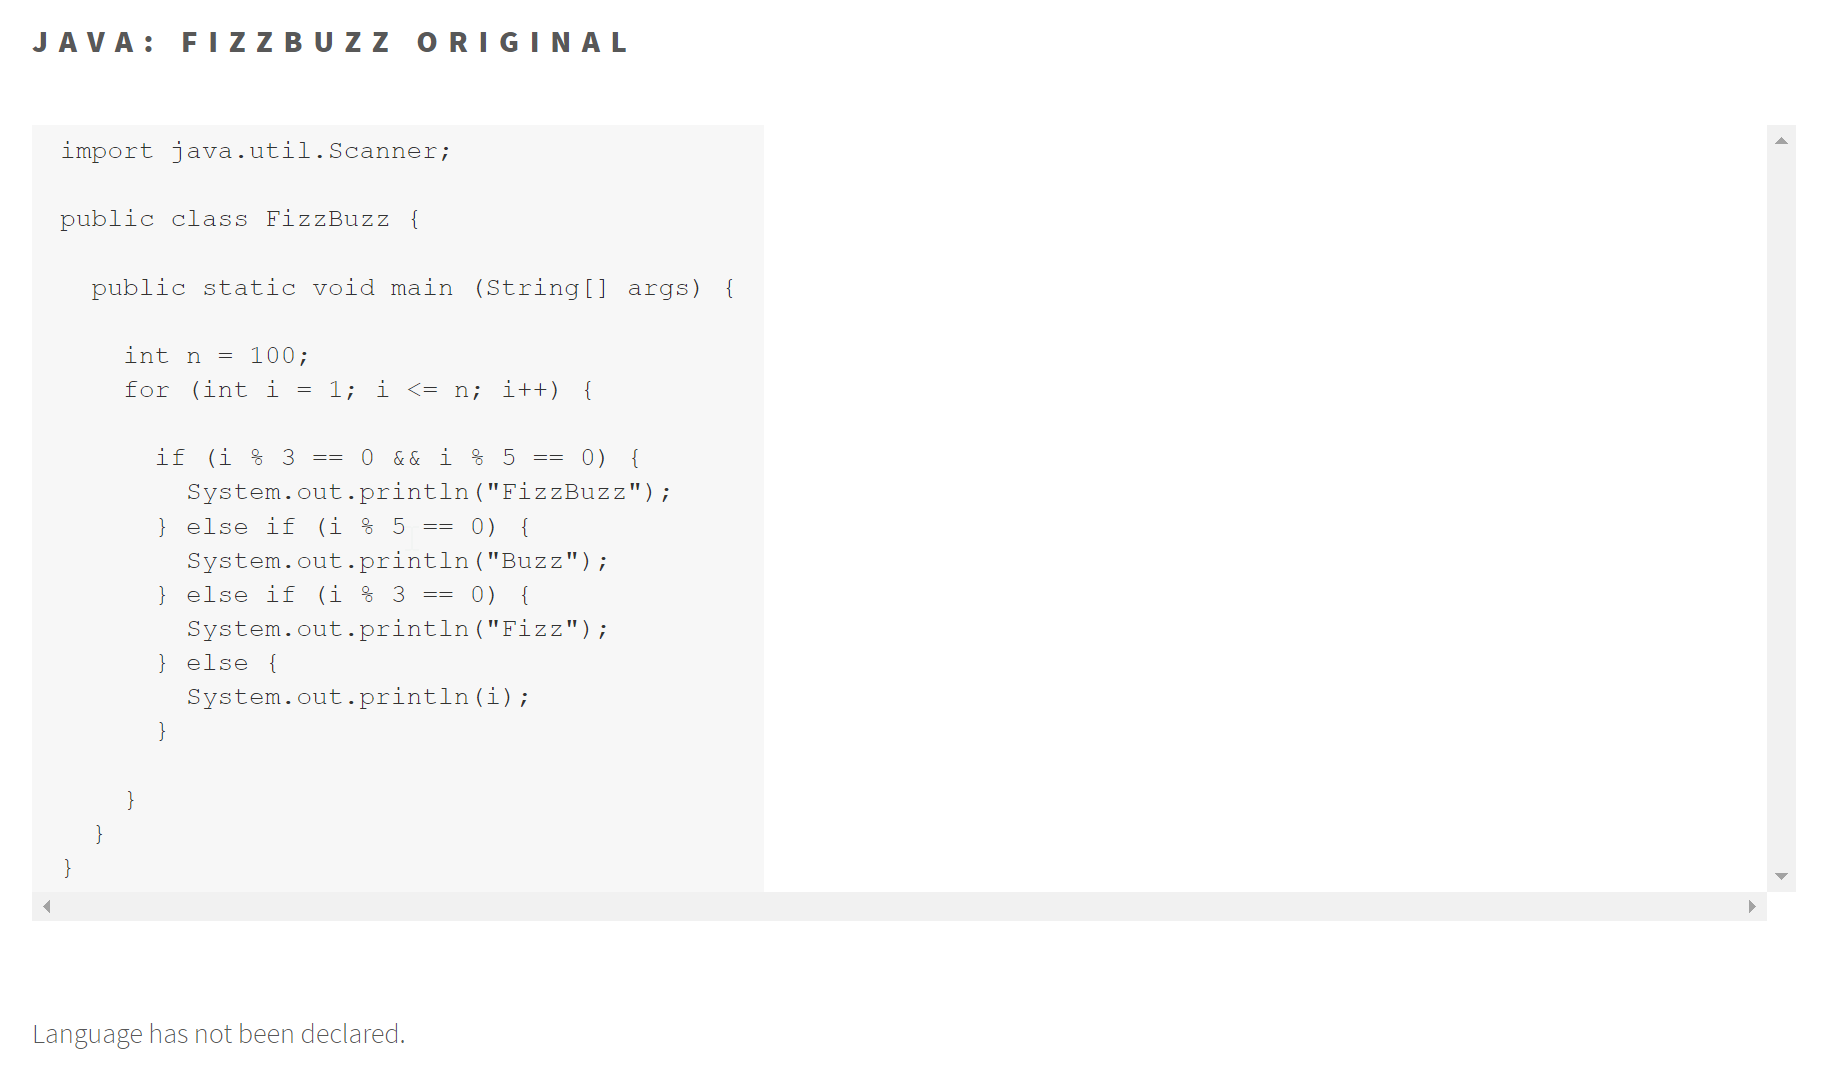 JAVA: FIZZBUZZ ORIGINAL
import java.util.Scanner;
public class FizzBuzz {
  public static void main (String[] args) {
    int n = 100;
    for (int i = 1; i <= n; i++) {
      if (i % 3 == 0 && i % 5 == 0) {
        System.out.println("FizzBuzz");
      } else if (i % 5 == 0) {
        System.out.println("Buzz");
      } else if (i % 3 == 0) {
        System.out.println("Fizz");
      } else {
        System.out.println(i);
      }
    }
  }
}
Language has not been declared.